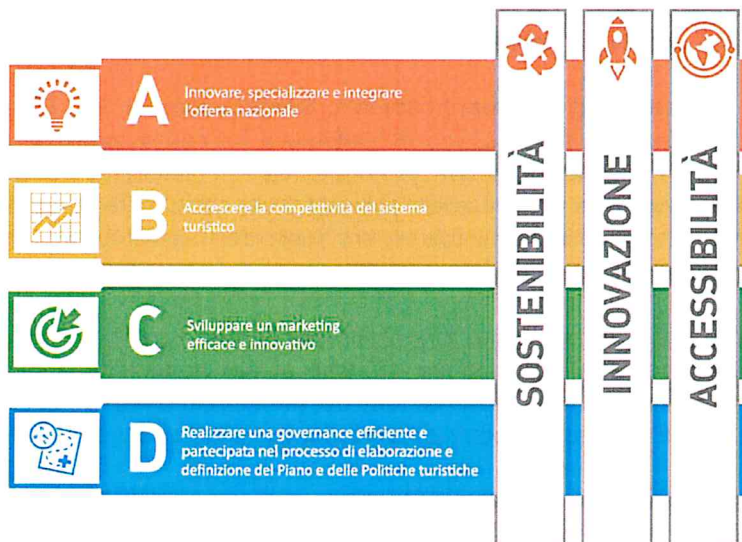 A
Innovare, specializzare e integrare
l'offerta nazionale
B
Accrescere la competitività del sistema
turistico
C
Sviluppare un marketing
efficace e innovativo
D
Realizzare una governance efficiente e
partecipata nel processo di elaborazione e
definizione del Piano e delle Politiche turistiche
SOSTENIBILITÀ
INNOVAZIONE
ACCESSIBILITÀ